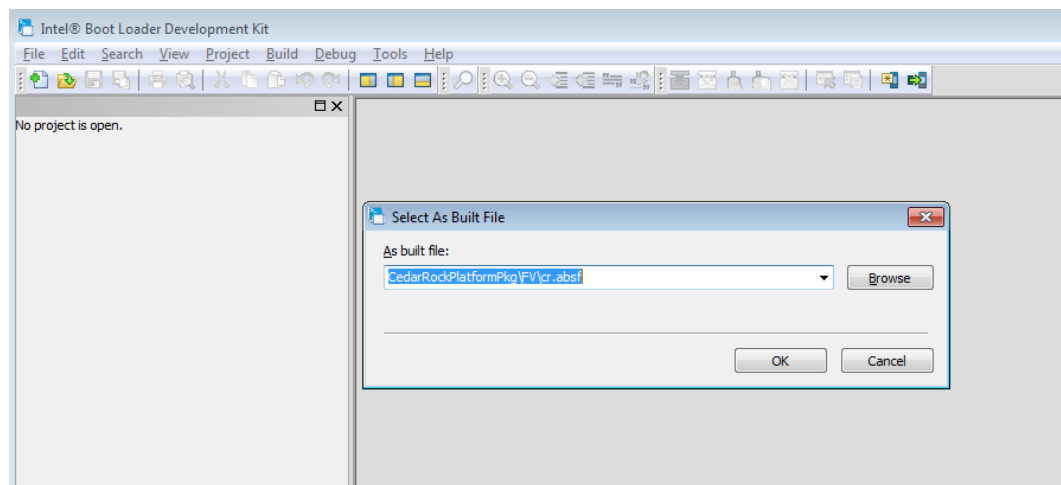 Intel® Boot Loader Development Kit
File Edit Search View Project Build Debug Tools Help
No project is open.
Select As Built File
As built file:
CedarRockPlatformPkg\FV\cr.absf
Browse
OK Cancel